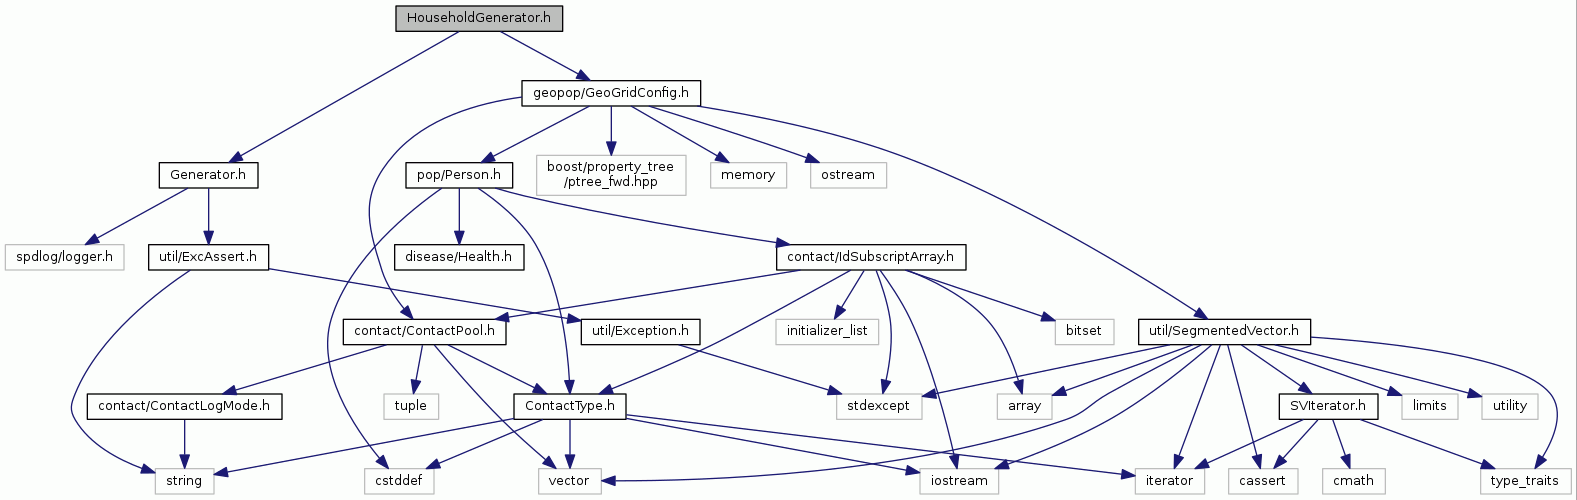 HouseholdGenerator.h
geopop/GeoGridConfig.h
Generator.h
pop/Person.h
boost/property_tree
/ptree_fwd.hpp
memory
ostream
spdlog/logger.h
util/ExcAssert.h
disease/Health.h
contact/IdSubscriptArray.h
contact/ContactPool.h
util/Exception.h
initializer_list
bitset
util/SegmentedVector.h
contact/ContactLogMode.h
tuple
ContactType.h
stdexcept
array
SVIterator.h
limits
utility
string
cstddef
vector
iostream
iterator
cassert
cmath
type_traits